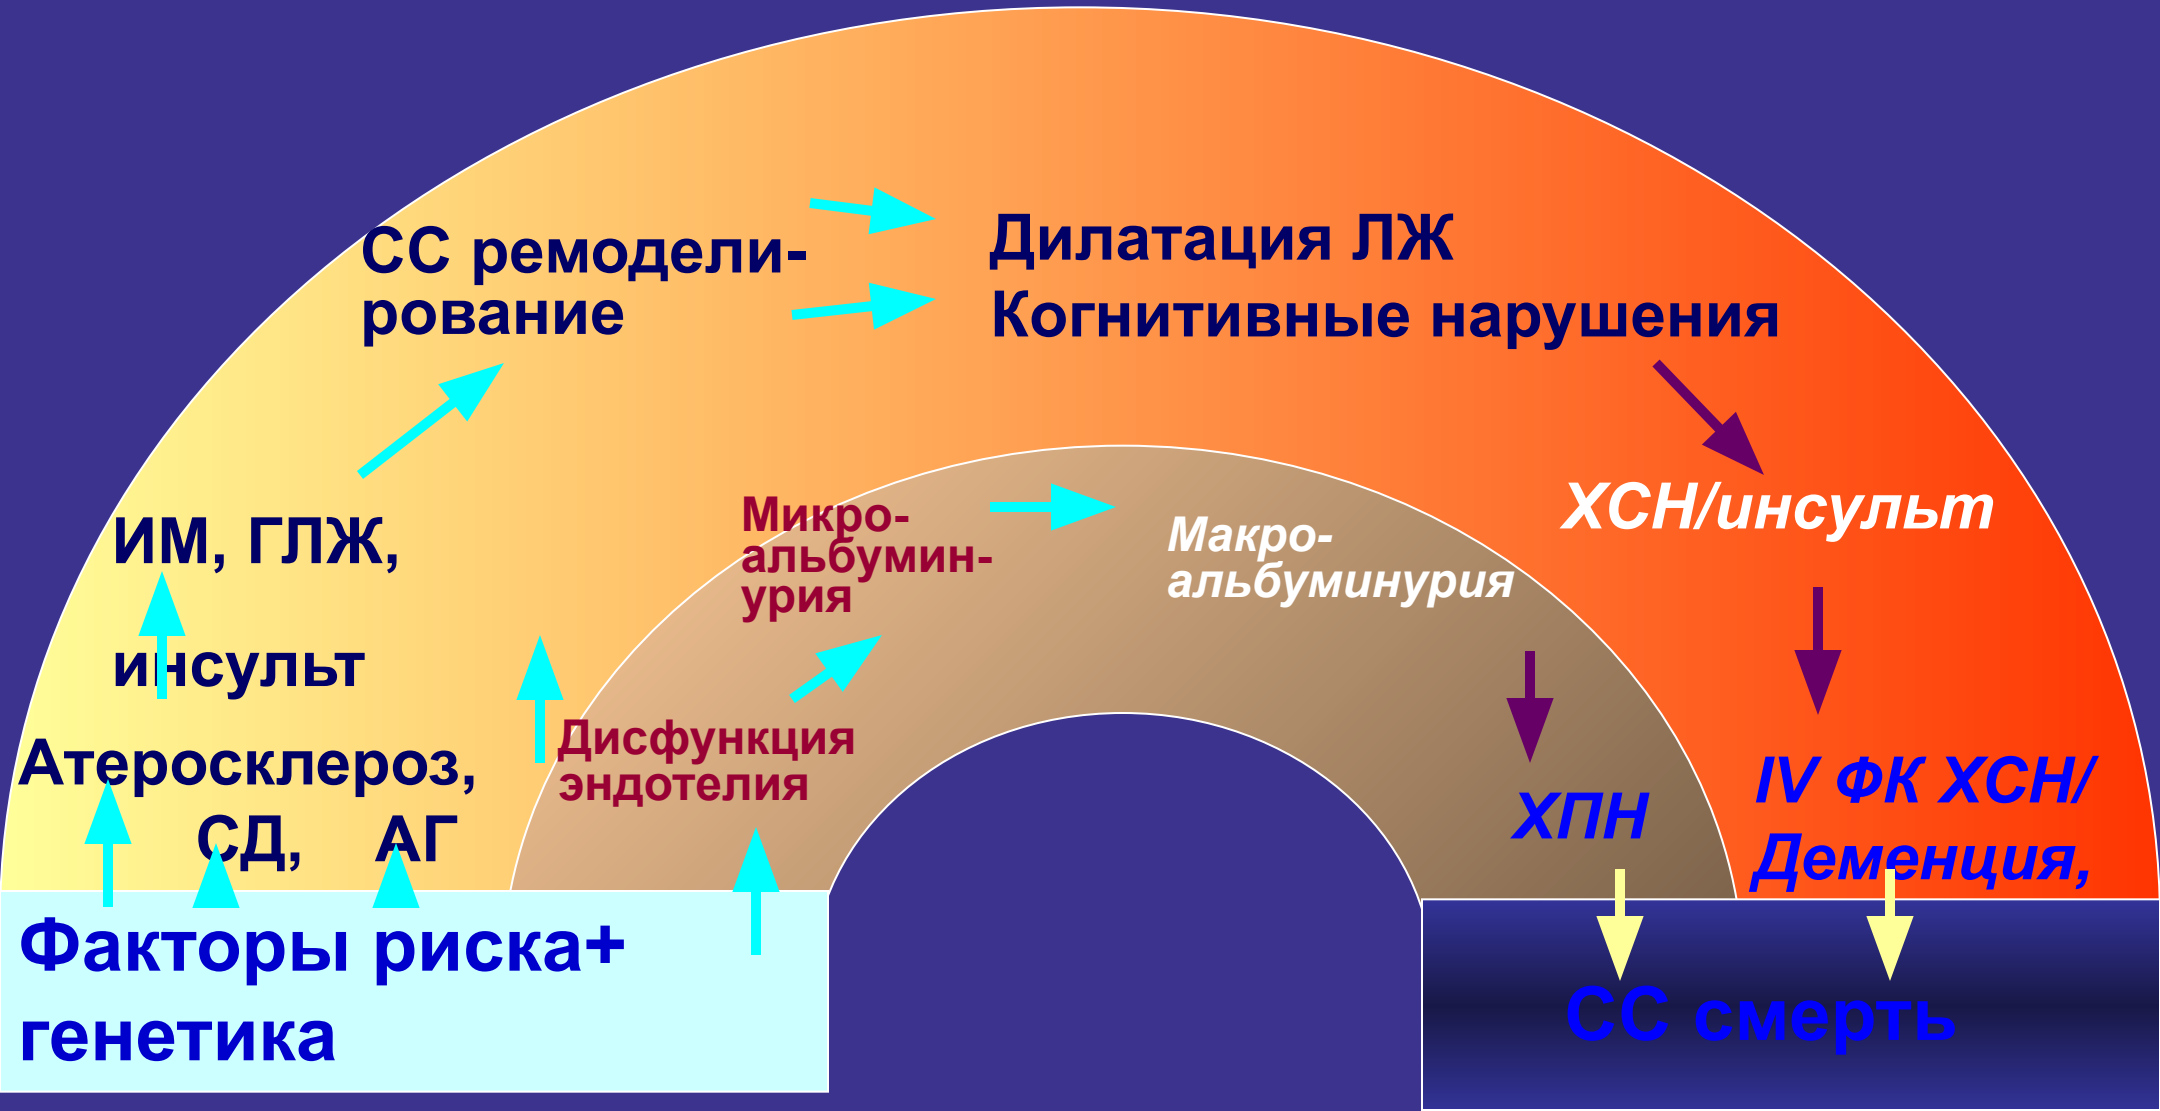 СС ремодели-
рование
Дилатация ЛЖ
Когнитивные нарушения
ИМ, ГЛЖ,
инсульт
Микро-
альбумин-
урия
Макро-
альбуминурия
ХСН/инсульт
Атеросклероз,
СД, АГ
Дисфункция
эндотелия
ХПН
IV ФК ХСН/
Деменция,
Факторы риска+
генетика
СС смерть